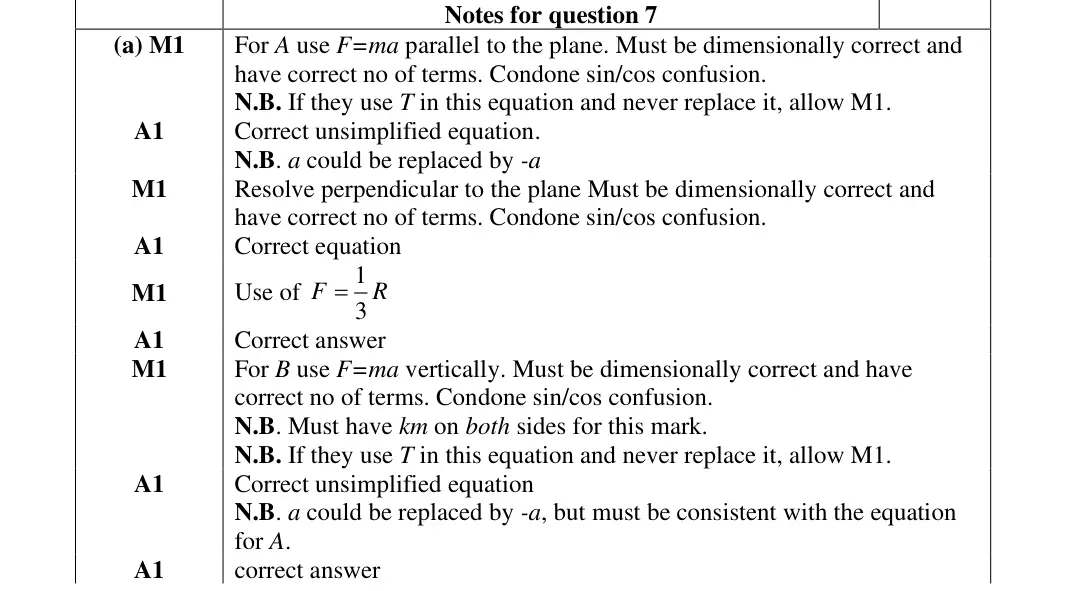 Notes for question 7
(a) M1 For A use F=ma parallel to the plane. Must be dimensionally correct and
have correct no of terms. Condone sin/cos confusion.
N.B. If they use T in this equation and never replace it, allow M1.
A1 Correct unsimplified equation.
N.B. a could be replaced by -a
M1 Resolve perpendicular to the plane Must be dimensionally correct and
have correct no of terms. Condone sin/cos confusion.
A1 Correct equation
M1 Use of F = 1/3 R
A1 Correct answer
M1 For B use F=ma vertically. Must be dimensionally correct and have
correct no of terms. Condone sin/cos confusion.
N.B. Must have km on both sides for this mark.
N.B. If they use T in this equation and never replace it, allow M1.
A1 Correct unsimplified equation
N.B. a could be replaced by -a, but must be consistent with the equation
for A.
A1 correct answer